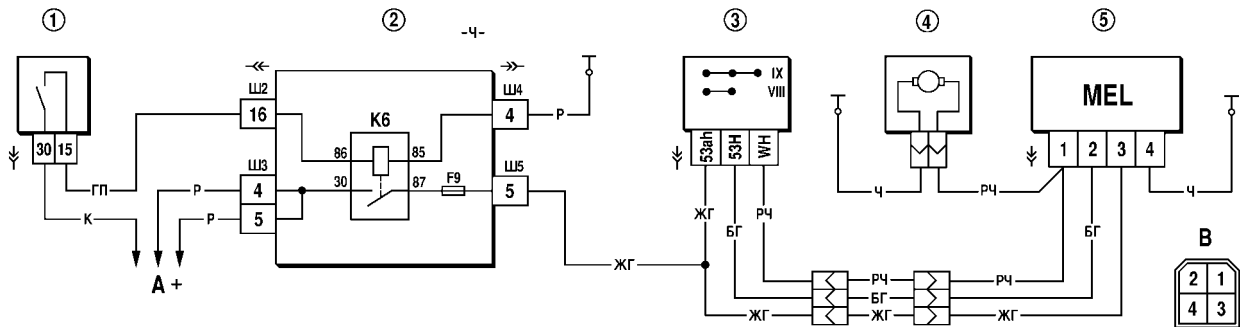 1 2 3 4 5
-Ч-
Ш2 Ш4
16 4 Р
К6
86 85
30 87 F9
Ш3 Ш5
4 5
5
30 15
ГП
Р
К Р
А +
IX
VIII
53ah 53H WH
ЖГ БГ РЧ
ЖГ
MEL
1 2 3 4
Ч РЧ БГ Ч
РЧ РЧ
БГ
ЖГ ЖГ ЖГ
В
2 1
4 3